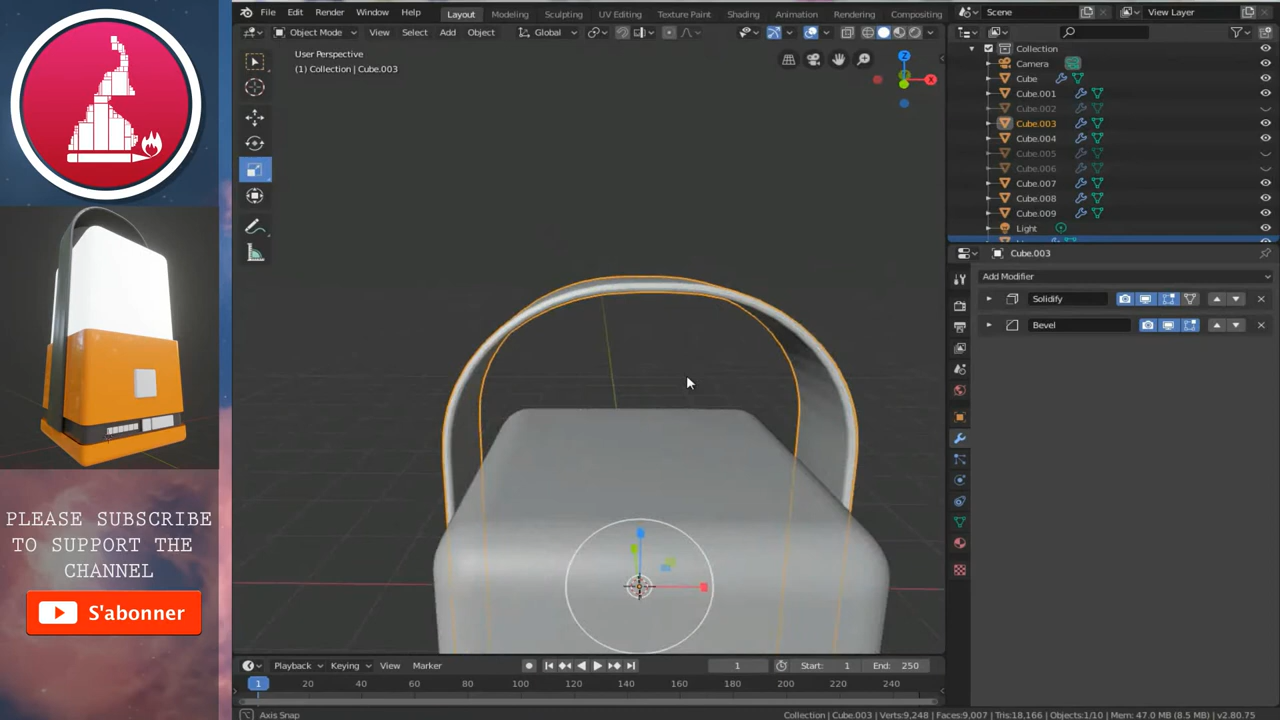 File Edit Render Window Help Layout Modeling Sculpting UV Editing Texture Paint Shading Animation Rendering Compositing Scene View Layer
Object Mode View Select Add Object Global
User Perspective
(1) Collection | Cube.003
Z
X
Collection
Camera
Cube
Cube.001
Cube.002
Cube.003
Cube.004
Cube.005
Cube.006
Cube.007
Cube.008
Cube.009
Light
Cube.003
Add Modifier
Solidify
Bevel
PLEASE SUBSCRIBE
TO SUPPORT THE
CHANNEL
S'abonner
Playback Keying View Marker 1 Start: 1 End: 250
1 20 40 60 80 100 120 140 160 180 200 220 240
Axis Snap
Collection | Cube.003 | Verts:9,248 | Faces:9,007 | Tris:18,166 | Objects:1/10 | Mem: 47.0 MB (8.5 MB) | v2.80.75